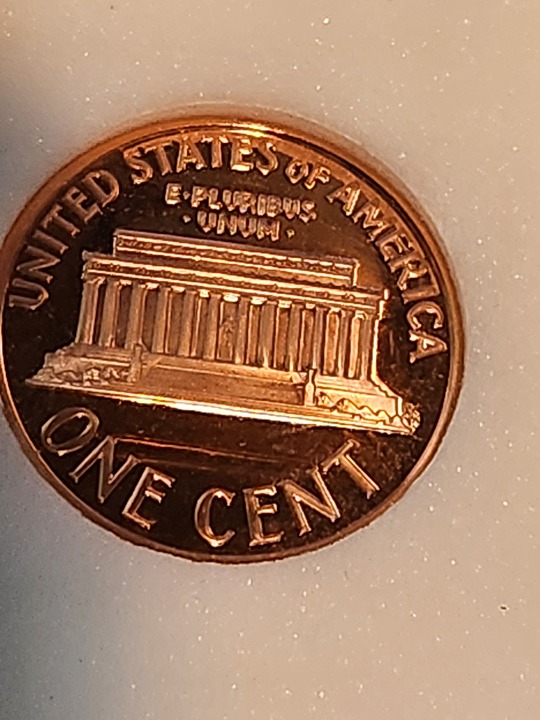 UNITED STATES OF AMERICA
E·PLURIBUS
·UNUM·
ONE CENT